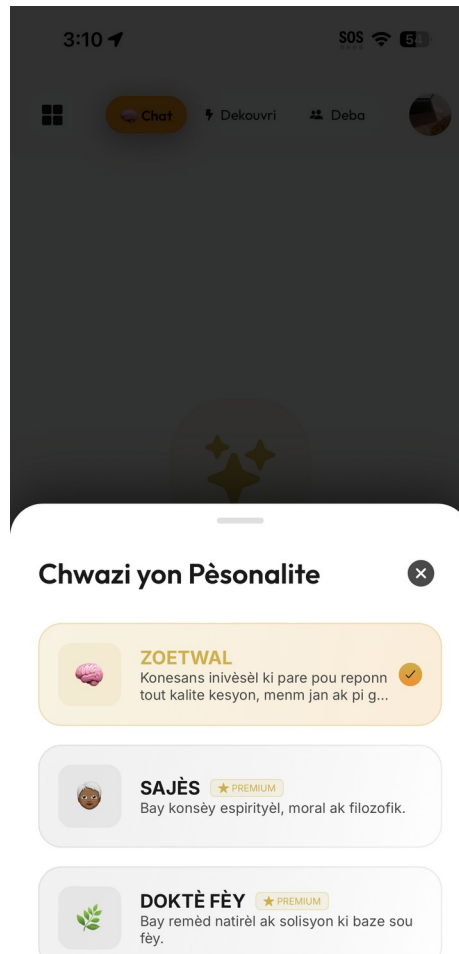 3:10
SOS
54
Chat
Dekouvri
Deba
Chwazi yon Pèsonalite
ZOETWAL
Konesans inivèsèl ki pare pou reponn
tout kalite kesyon, menm jan ak pi g...
SAJÈS PREMIUM
Bay konsèy espirityèl, moral ak filozofik.
DOKTÈ FÈY PREMIUM
Bay remèd natirèl ak solisyon ki baze sou
fèy.